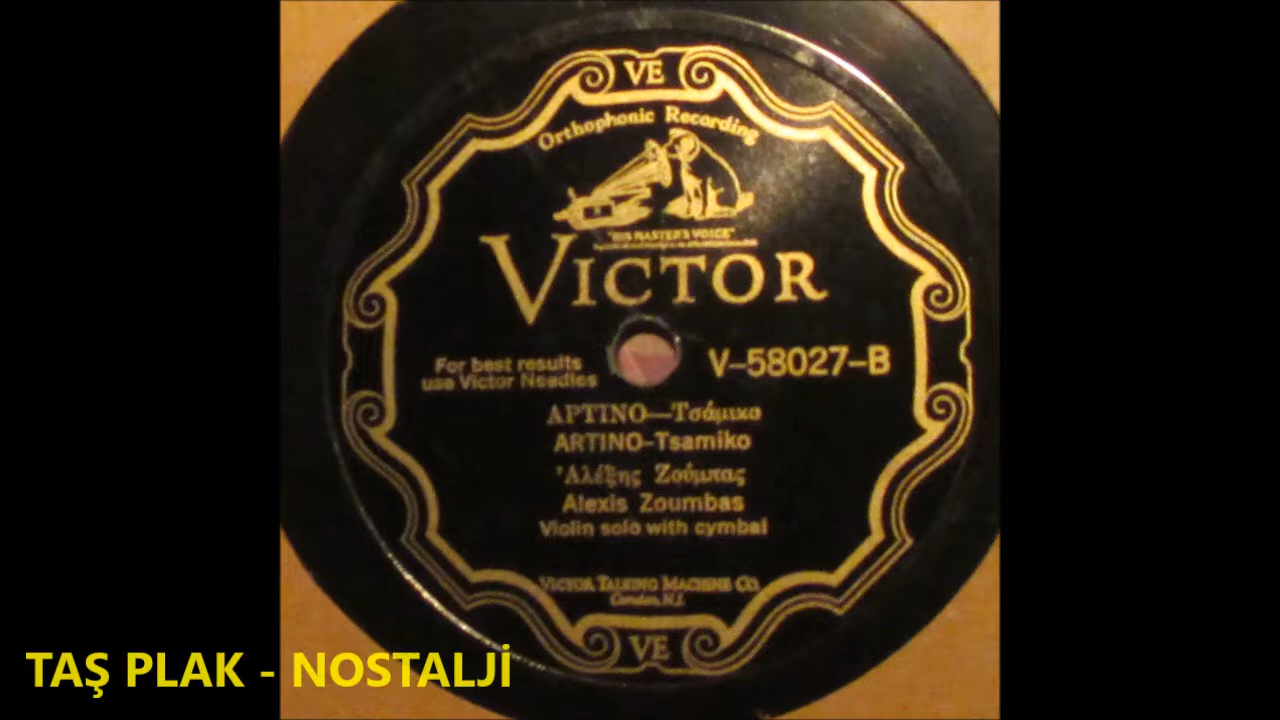 VE
Orthophonic Recording
"HIS MASTER'S VOICE"
VICTOR
For best results
use Victor Needles
V-58027-B
ΑΡΤΙΝΟ—Τσάμικο
ARTINO-Tsamiko
Ἀλέξης Ζούμπας
Alexis Zoumbas
Violin solo with cymbal
VICTOR TALKING MACHINE CO.
Camden, N.J.
VE
TAŞ PLAK - NOSTALJİ